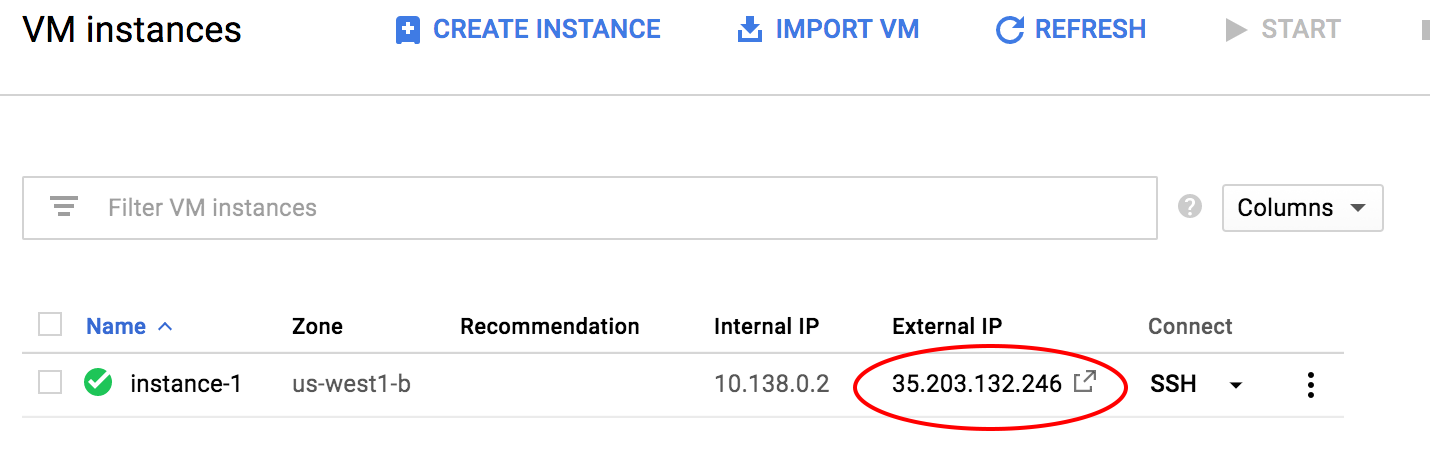 VM instances CREATE INSTANCE IMPORT VM REFRESH START
Filter VM instances ? Columns
Name Zone Recommendation Internal IP External IP Connect
instance-1 us-west1-b 10.138.0.2 35.203.132.246 SSH